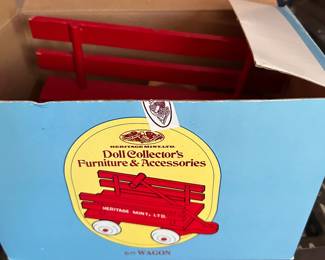 HERITAGE MINT, LTD.
Doll Collector's
Furniture & Accessories
HERITAGE MINT, LTD.
WAGON